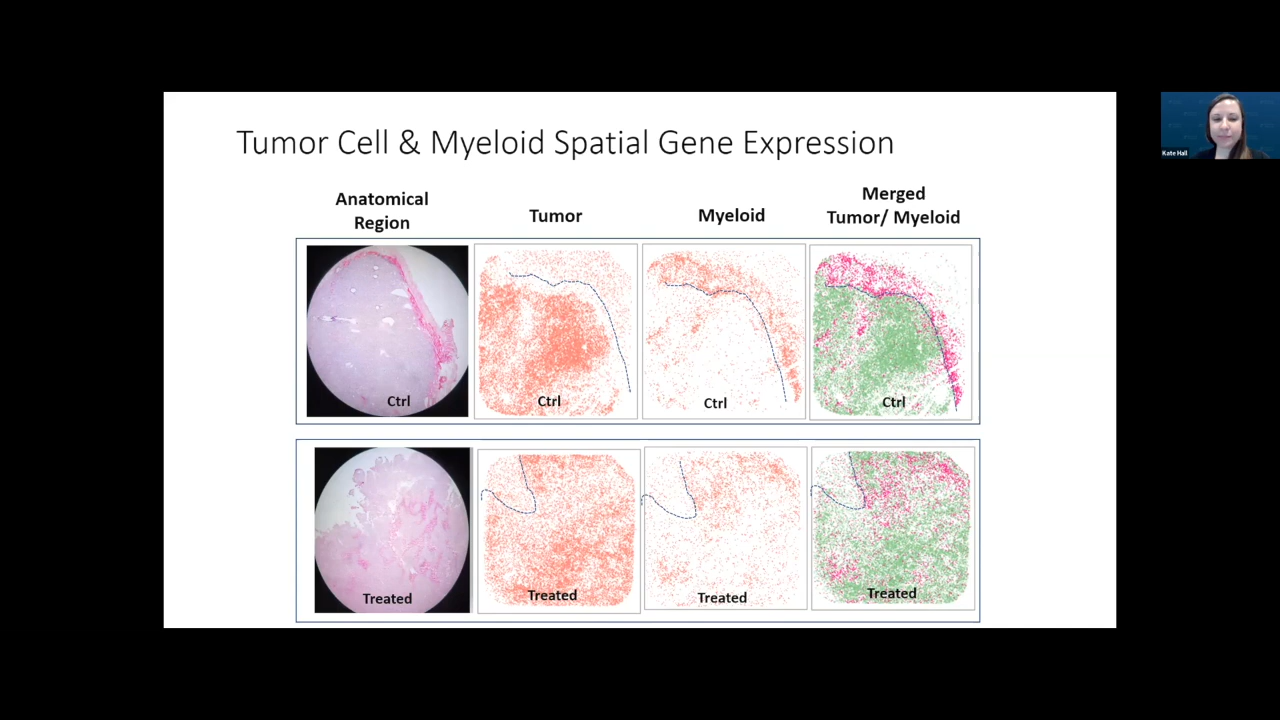 Kate Hall
Tumor Cell & Myeloid Spatial Gene Expression
Anatomical
Region
Tumor
Myeloid
Merged
Tumor/ Myeloid
Ctrl
Ctrl
Ctrl
Ctrl
Treated
Treated
Treated
Treated